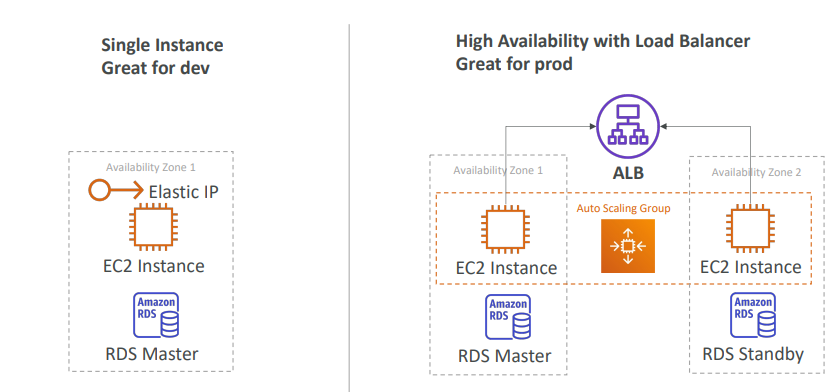 Single Instance
Great for dev
Availability Zone 1
Elastic IP
EC2 Instance
Amazon
RDS
RDS Master
High Availability with Load Balancer
Great for prod
ALB
Availability Zone 1
Availability Zone 2
Auto Scaling Group
EC2 Instance
EC2 Instance
Amazon
RDS
RDS Master
Amazon
RDS
RDS Standby